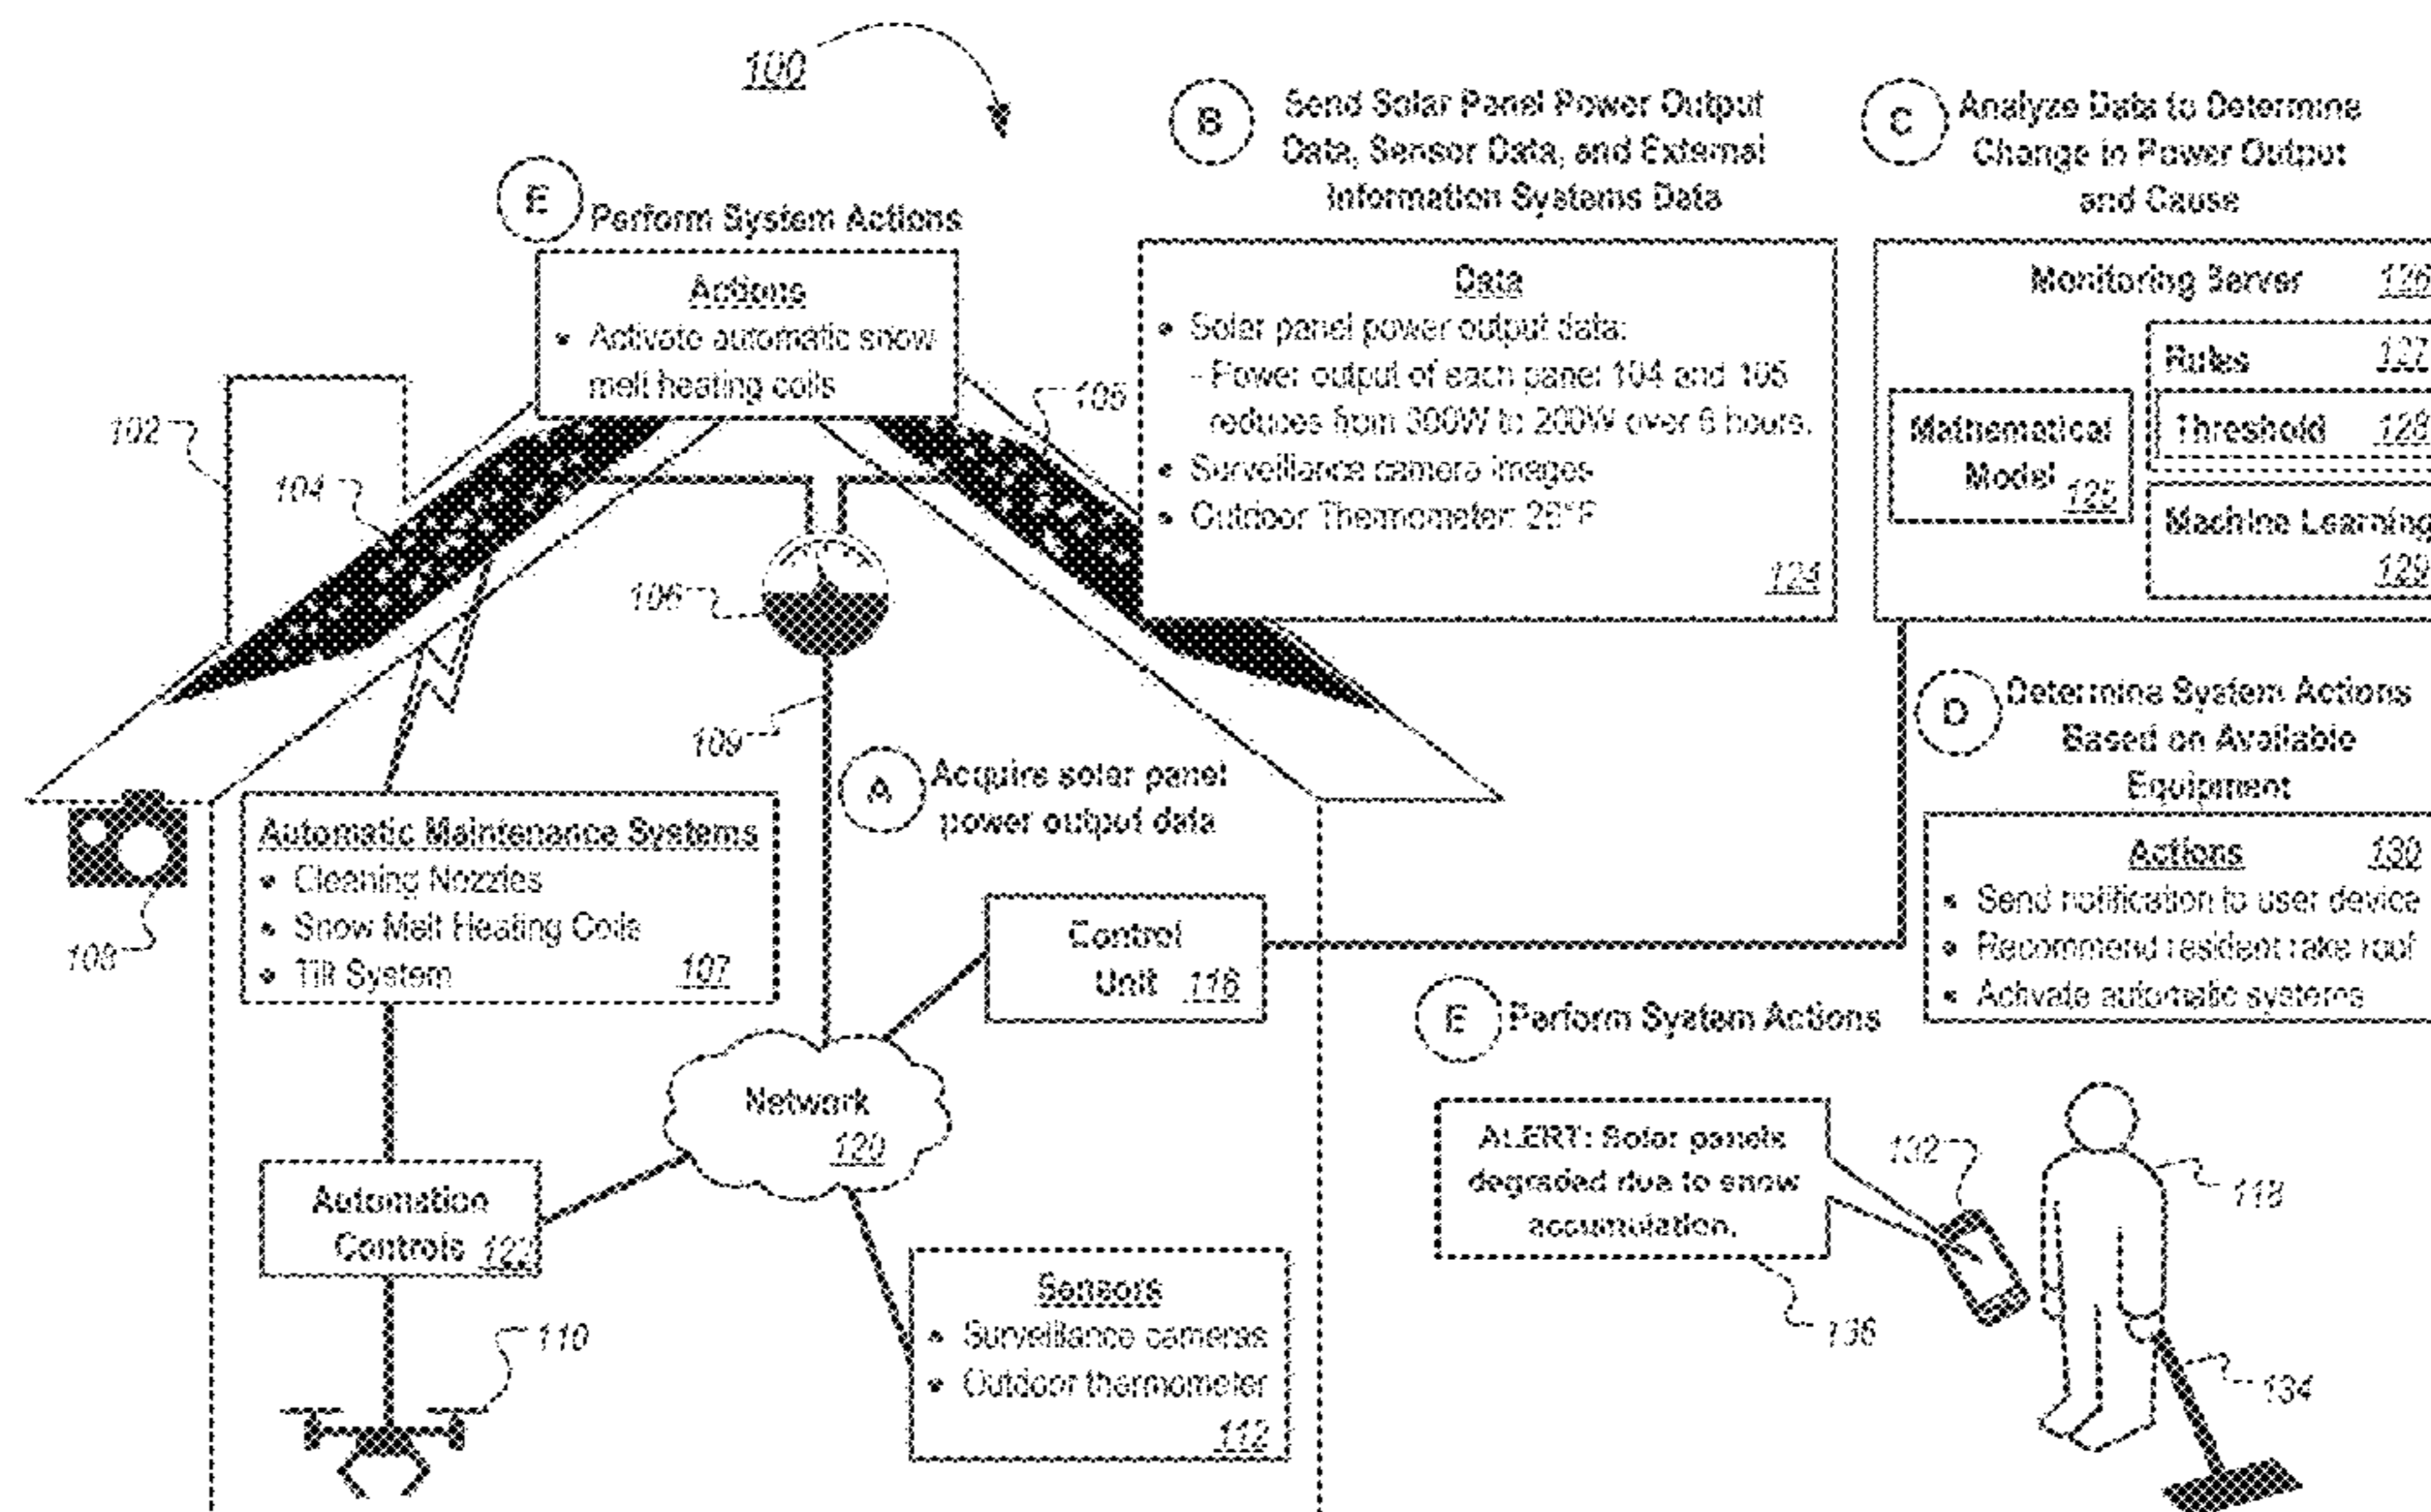 100
E
Perform System Actions
Actions
• Activate automatic snow
melt heating coils
B
Send Solar Panel Power Output
Data, Sensor Data, and External
Information Systems Data
Data
• Solar panel power output data:
- Power output of each panel 104 and 105
reduces from 300W to 200W over 6 hours.
• Surveillance camera images
• Outdoor Thermometer:
124
C
Analyze Data to Determine
Change in Power Output
and Cause
Monitoring Server 126
Rules 127
Threshold 128
Mathematical
Model 125
Machine Learning
129
102
104
105
106
109
A
Acquire solar panel
power output data
D
Determine System Actions
Based on Available
Equipment
Actions 130
• Send notification to user device
• Recommend resident rake roof
• Activate automatic systems
108
Automatic Maintenance Systems
• Cleaning Nozzles
• Snow Melt Heating Coils
• Tilt System 107
Control
Unit 116
Network
120
Automation
Controls 122
110
Sensors
• Surveillance cameras
• Outdoor thermometer
112
E
Perform System Actions
ALERT: Solar panels
degraded due to snow
accumulation.
136
132
118
134